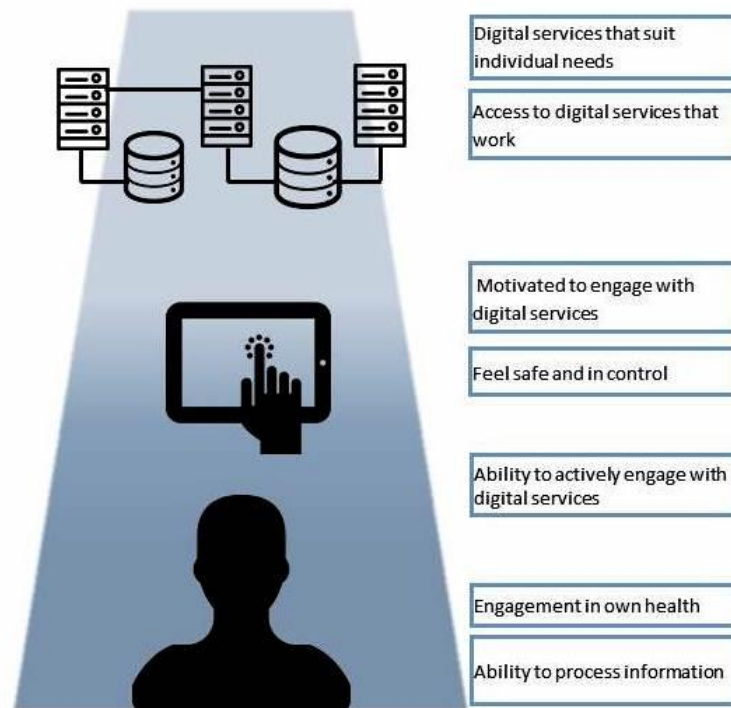 Digital services that suit
individual needs
Access to digital services that
work
Motivated to engage with
digital services
Feel safe and in control
Ability to actively engage with
digital services
Engagement in own health
Ability to process information